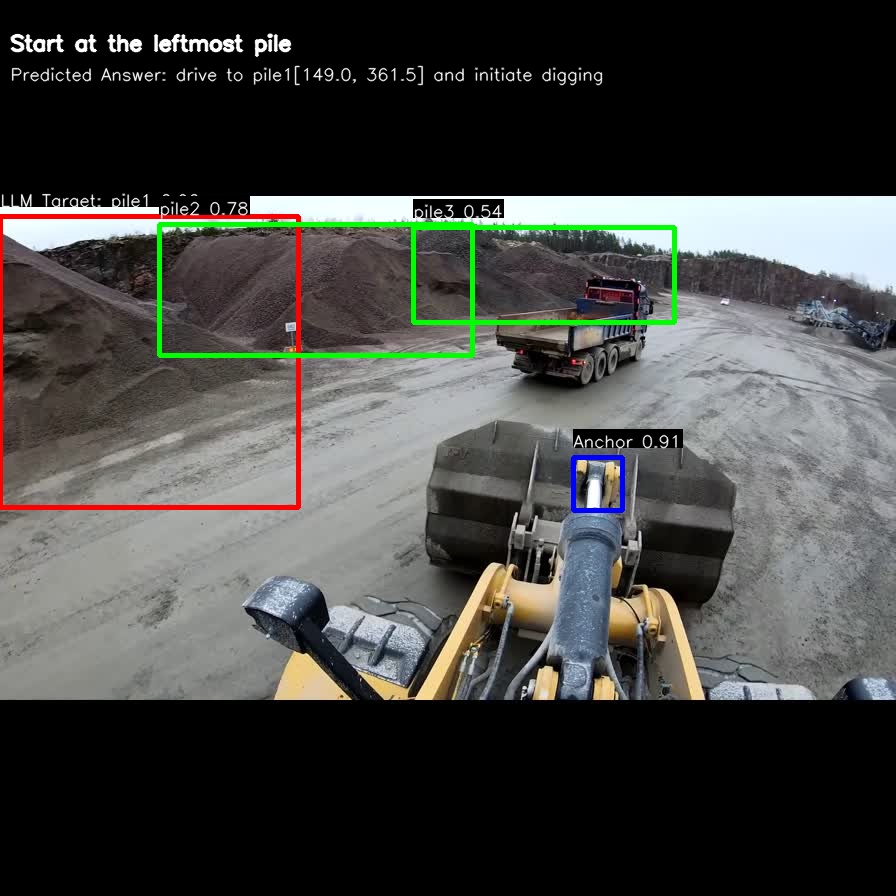 Start at the leftmost pile
Predicted Answer: drive to pile1[149.0, 361.5] and initiate digging
LLM Target: pile1
pile2 0.78
pile3 0.54
Anchor 0.91